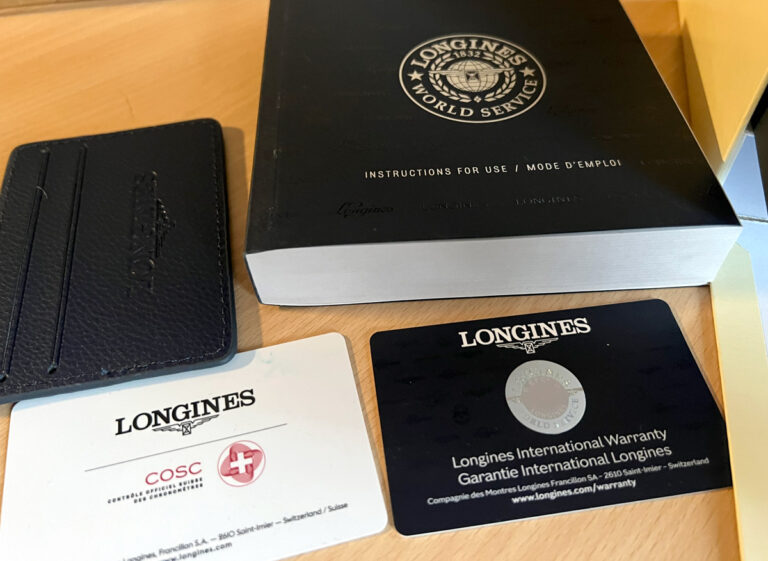 LONGINES
1832
WORLD SERVICE
INSTRUCTIONS FOR USE / MODE D'EMPLOI
Longines LONGINES
LONGINES
LONGINES
COSC
CONTRÔLE OFFICIEL SUISSE
DES CHRONOMÈTRES
Longines, Francillon S.A. – 2610 Saint-Imier – Switzerland / Suisse
www.longines.com
LONGINES
Longines International Warranty
Garantie International Longines
Compagnie des Montres Longines Francillon SA - 2610 Saint-Imier - Switzerland
www.longines.com/warranty